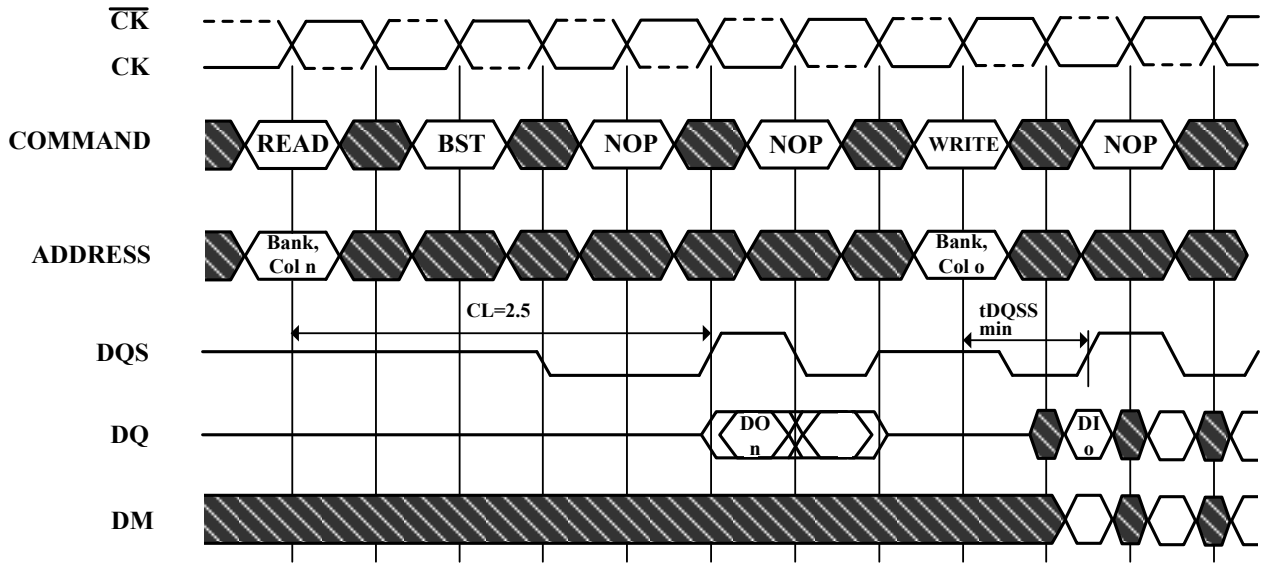 CK
CK
COMMAND
READ
BST
NOP
NOP
WRITE
NOP
ADDRESS
Bank,
Col n
Bank,
Col o
CL=2.5
tDQSS
min
DQS
DQ
DO
n
DI
o
DM